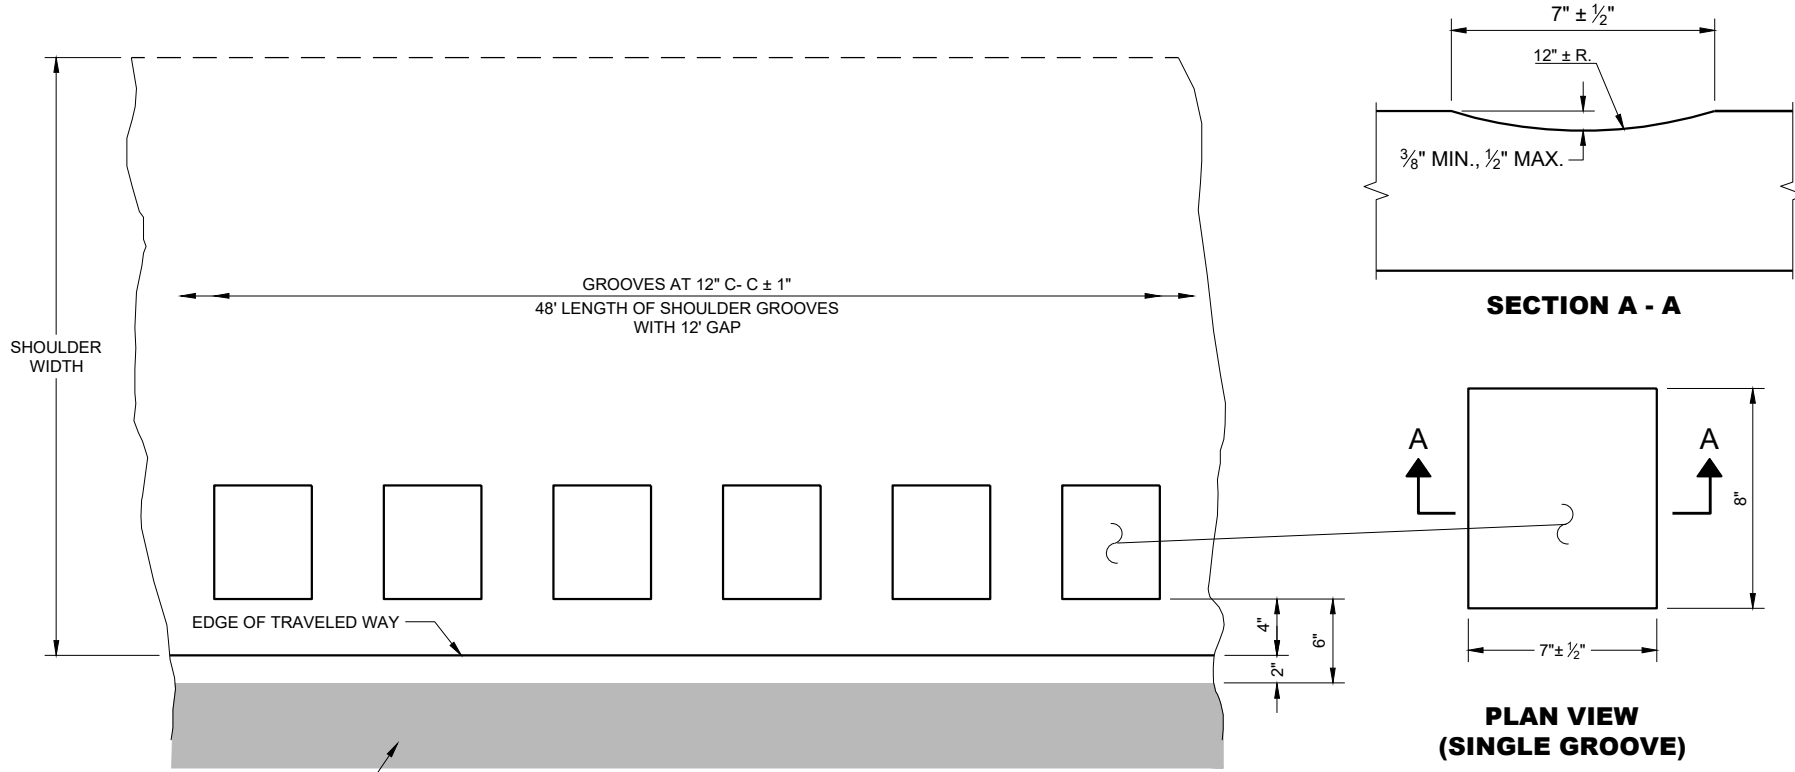 7" ± ½"
12" ± R.
⅜" MIN., ½" MAX.
SECTION A - A
GROOVES AT 12" C- C ± 1"
48' LENGTH OF SHOULDER GROOVES
WITH 12' GAP
SHOULDER
WIDTH
EDGE OF TRAVELED WAY
4"
6"
2"
A
A
8"
7"± ½"
PLAN VIEW
(SINGLE GROOVE)